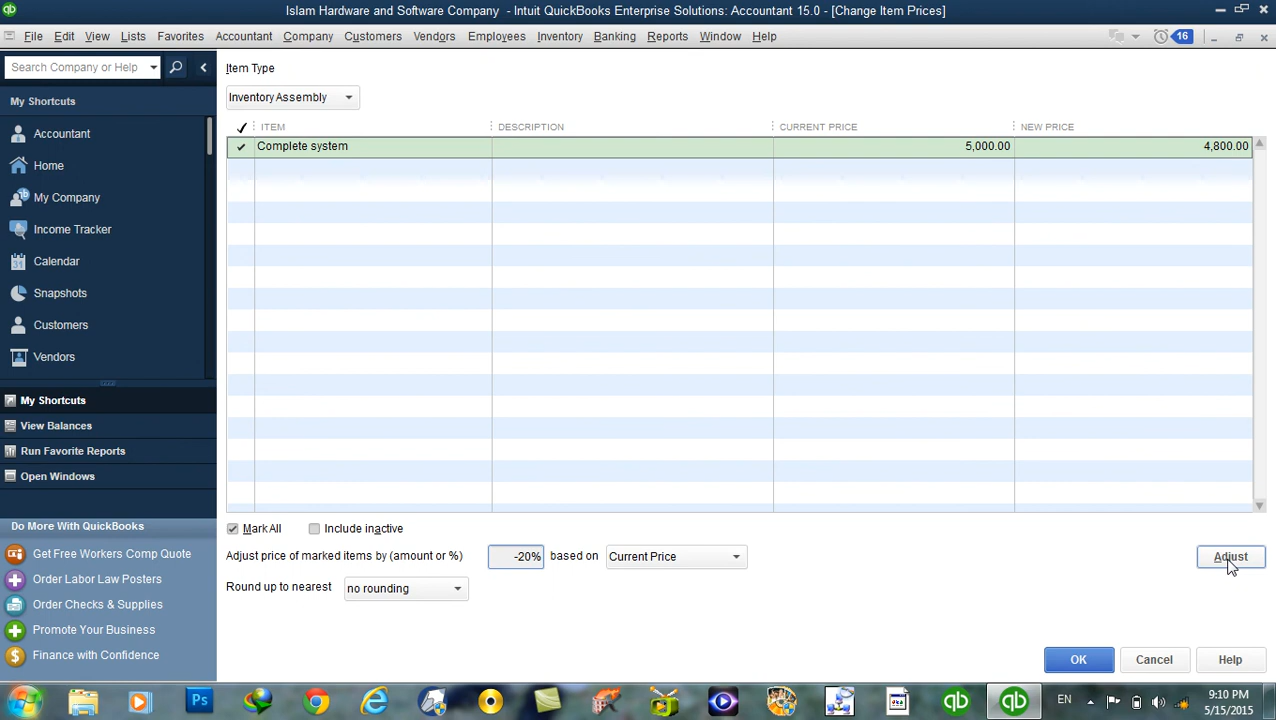 Islam Hardware and Software Company - Intuit QuickBooks Enterprise Solutions: Accountant 15.0 - [Change Item Prices]
File Edit View Lists Favorites Accountant Company Customers Vendors Employees Inventory Banking Reports Window Help 16
Search Company or Help
My Shortcuts
Accountant
Home
My Company
Income Tracker
Calendar
Snapshots
Customers
Vendors
My Shortcuts
View Balances
Run Favorite Reports
Open Windows
Do More With QuickBooks
Get Free Workers Comp Quote
Order Labor Law Posters
Order Checks & Supplies
Promote Your Business
Finance with Confidence
Item Type
Inventory Assembly
ITEM DESCRIPTION CURRENT PRICE NEW PRICE
Complete system 5,000.00 4,800.00
Mark All Include inactive
Adjust price of marked items by (amount or %) -20% based on Current Price Adjust
Round up to nearest no rounding
OK Cancel Help
EN 9:10 PM
5/15/2015